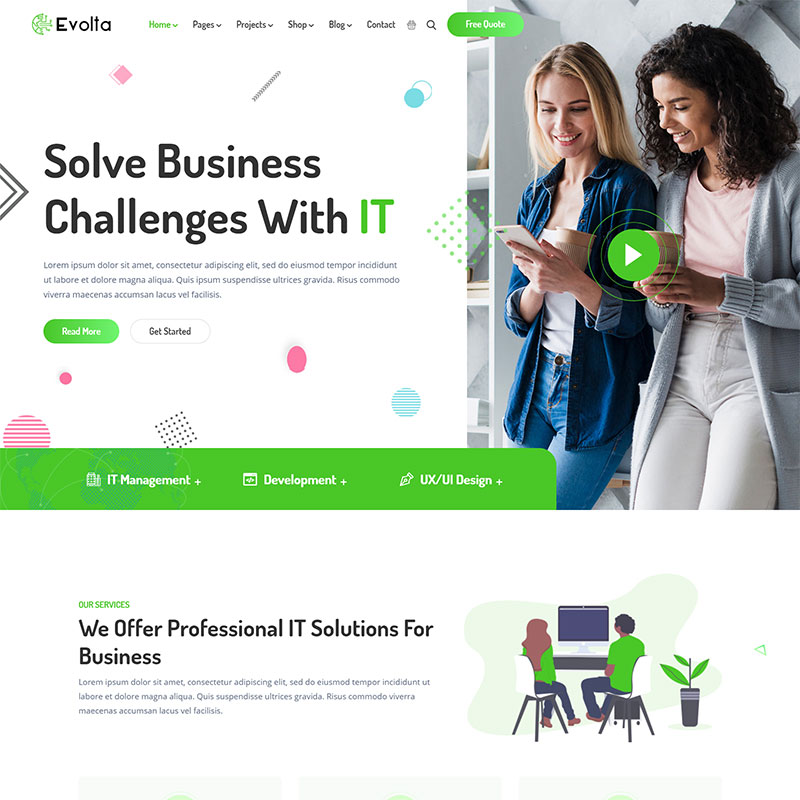 Evolta
Home Pages Projects Shop Blog Contact Free Quote
Solve Business
Challenges With IT
Lorem ipsum dolor sit amet, consectetur adipiscing elit, sed do eiusmod tempor incididunt
ut labore et dolore magna aliqua. Quis ipsum suspendisse ultrices gravida. Risus commodo
viverra maecenas accumsan lacus vel facilisis.
Read More Get Started
IT Management + Development + UX/UI Design +
OUR SERVICES
We Offer Professional IT Solutions For
Business
Lorem ipsum dolor sit amet, consectetur adipiscing elit, sed do eiusmod tempor incididunt ut
labore et dolore magna aliqua. Quis ipsum suspendisse ultrices gravida. Risus
commodo viverra maecenas accumsan lacus vel facilisis.